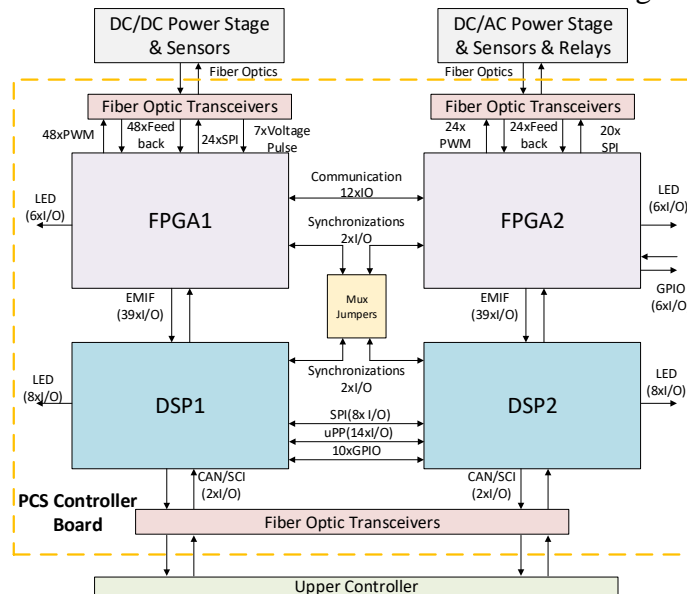 DC/DC Power Stage
& Sensors
DC/AC Power Stage
& Sensors & Relays
Fiber Optics
Fiber Optics
Fiber Optic Transceivers
Fiber Optic Transceivers
48xPWM
48xFeed
back
24xSPI
7xVoltage
Pulse
24x
PWM
24xFeed
back
20x
SPI
FPGA1
FPGA2
Communication
12xIO
Synchronizations
2xI/O
LED
(6xI/O)
LED
(6xI/O)
GPIO
(6xI/O)
EMIF
(39xI/O)
Mux
Jumpers
EMIF
(39xI/O)
DSP1
DSP2
Synchronizations
2xI/O
LED
(8xI/O)
LED
(8xI/O)
SPI(8x I/O)
uPP(14xI/O)
10xGPIO
CAN/SCI
(2xI/O)
CAN/SCI
(2xI/O)
PCS Controller
Board
Fiber Optic Transceivers
Upper Controller